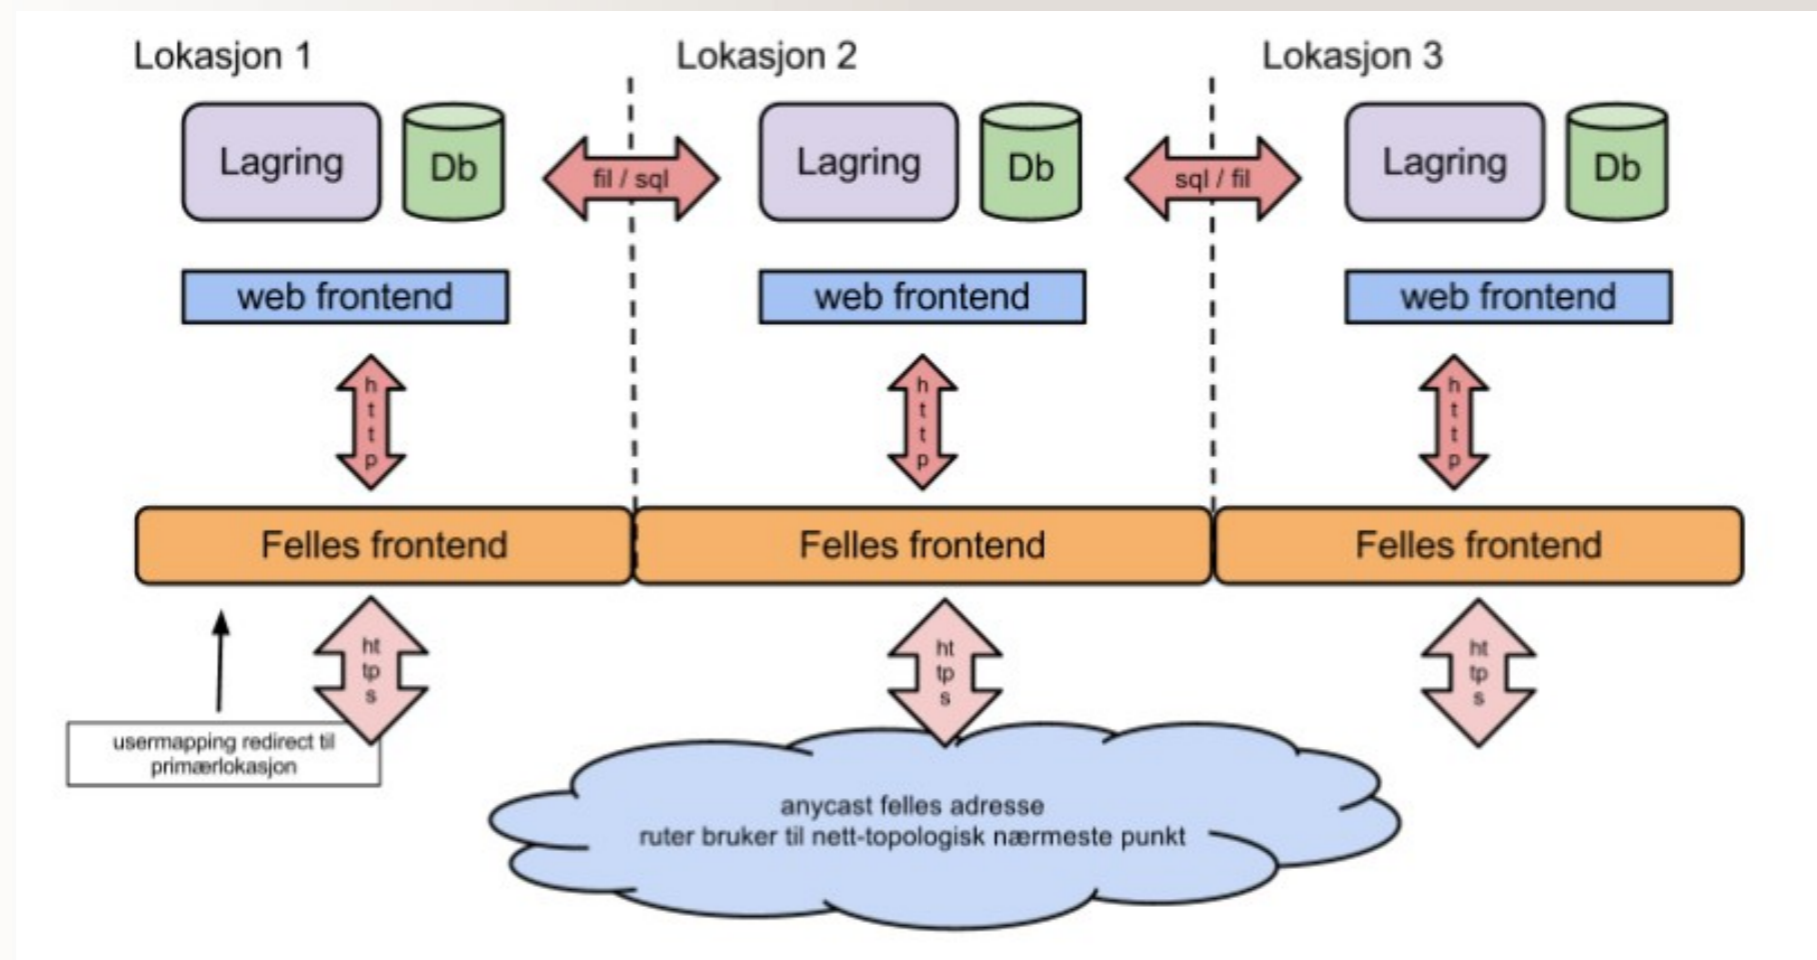 Lokasjon 1
Lokasjon 2
Lokasjon 3
Lagring
Db
fil / sql
Lagring
Db
sql / fil
Lagring
Db
web frontend
web frontend
web frontend
http
http
http
Felles frontend
Felles frontend
Felles frontend
https
https
https
usermapping redirect til
primærlokasjon
anycast felles adresse
ruter bruker til nett-topologisk nærmeste punkt